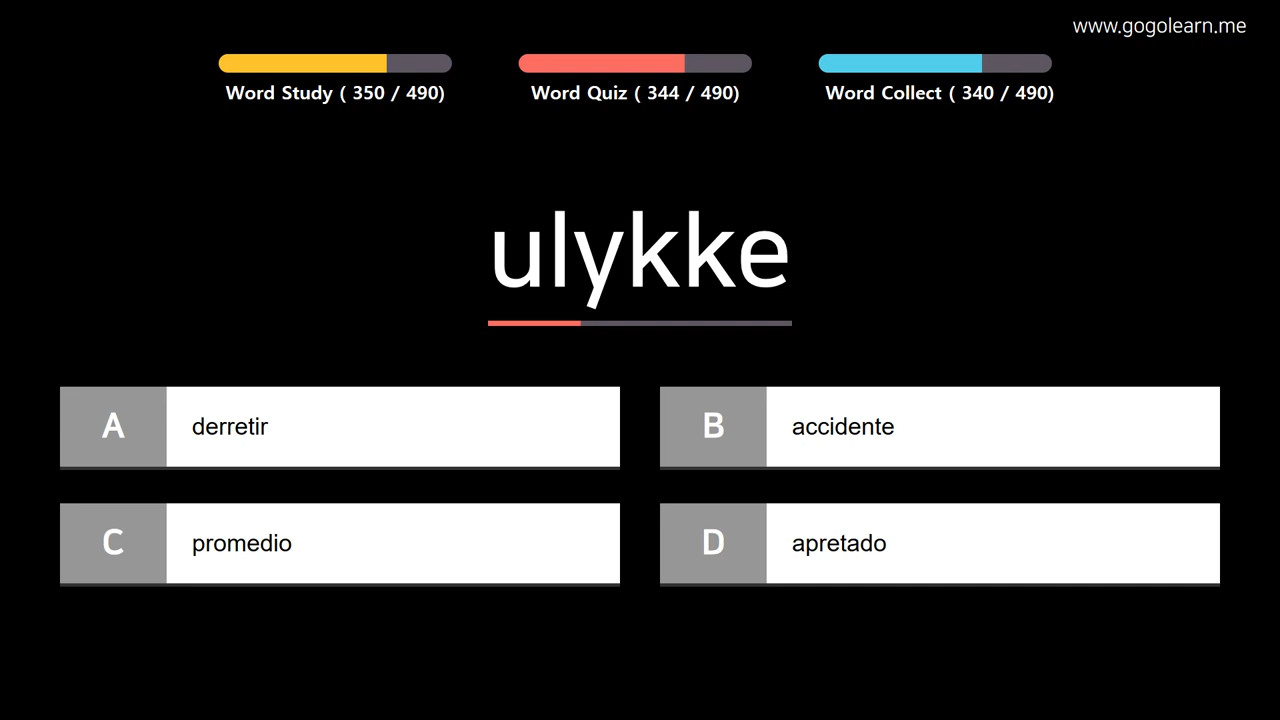 www.gogolearn.me
Word Study ( 350 / 490)
Word Quiz ( 344 / 490)
Word Collect ( 340 / 490)
ulykke
A derretir
B accidente
C promedio
D apretado